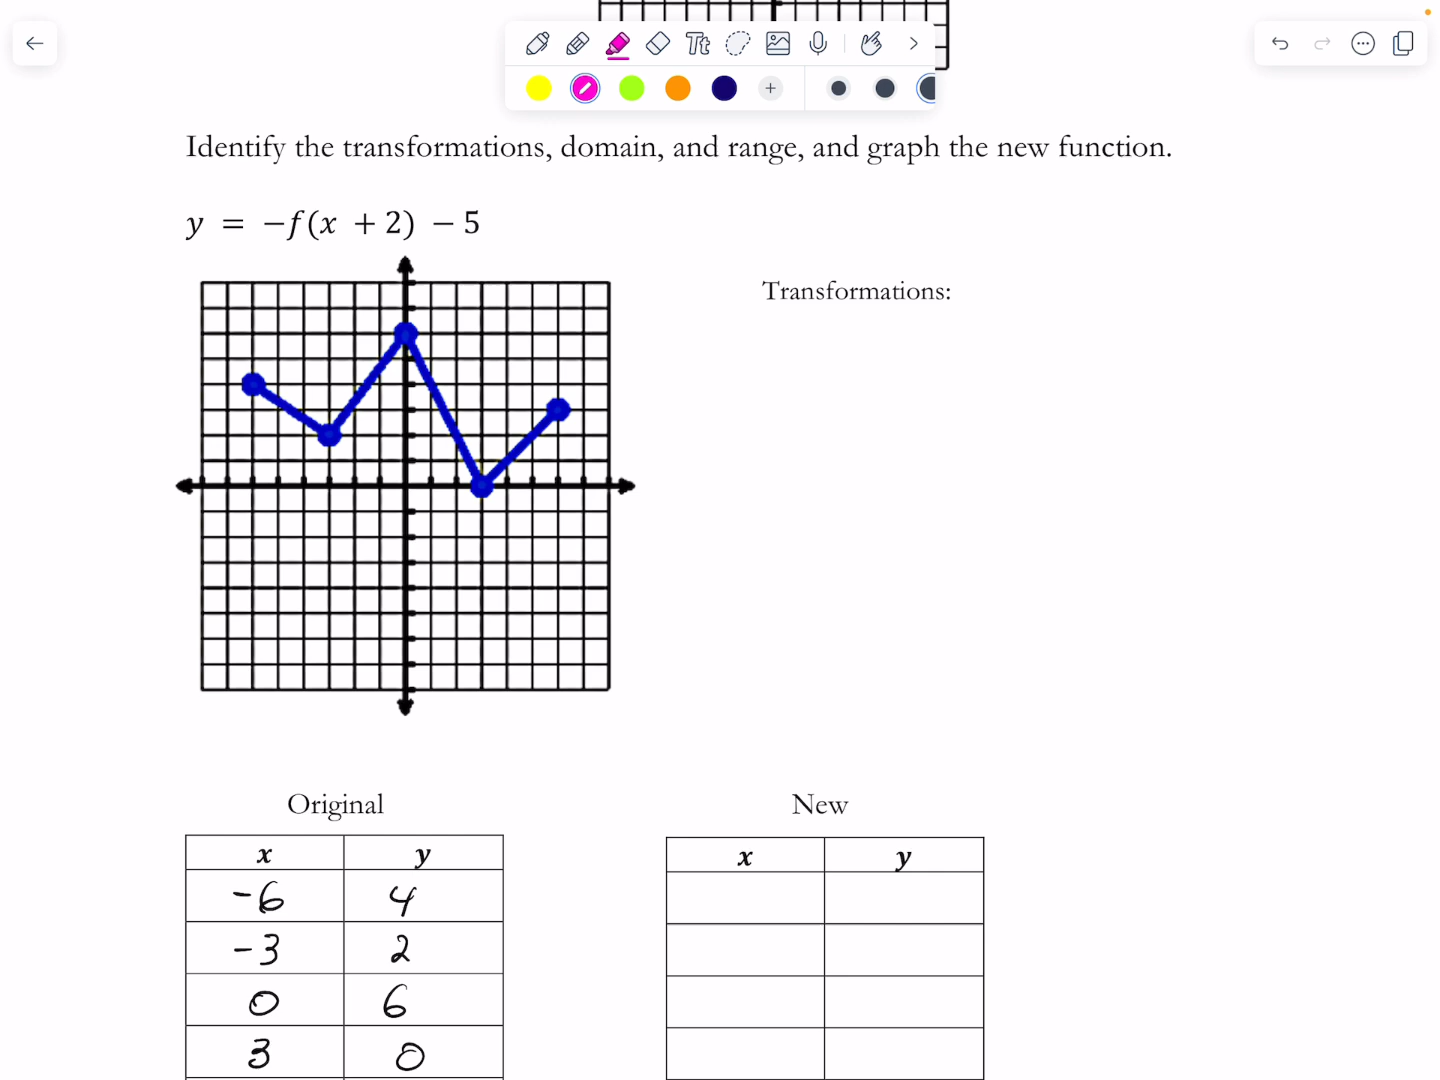 Tt
Identify the transformations, domain, and range, and graph the new function.
y = −f(x + 2) − 5
Transformations:
Original
x y
-6 4
-3 2
0 6
3 0
New
x y